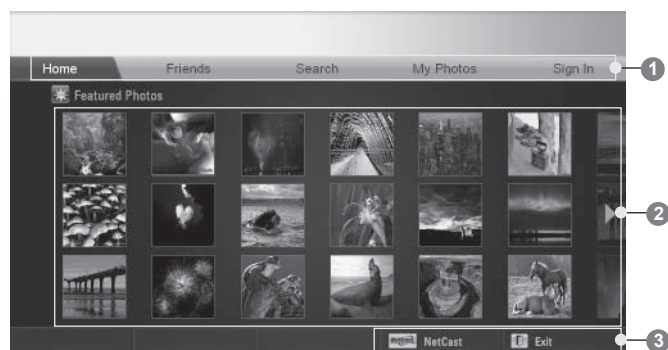 Home Friends Search My Photos Sign In
1
Featured Photos
2
NetCast Exit
3